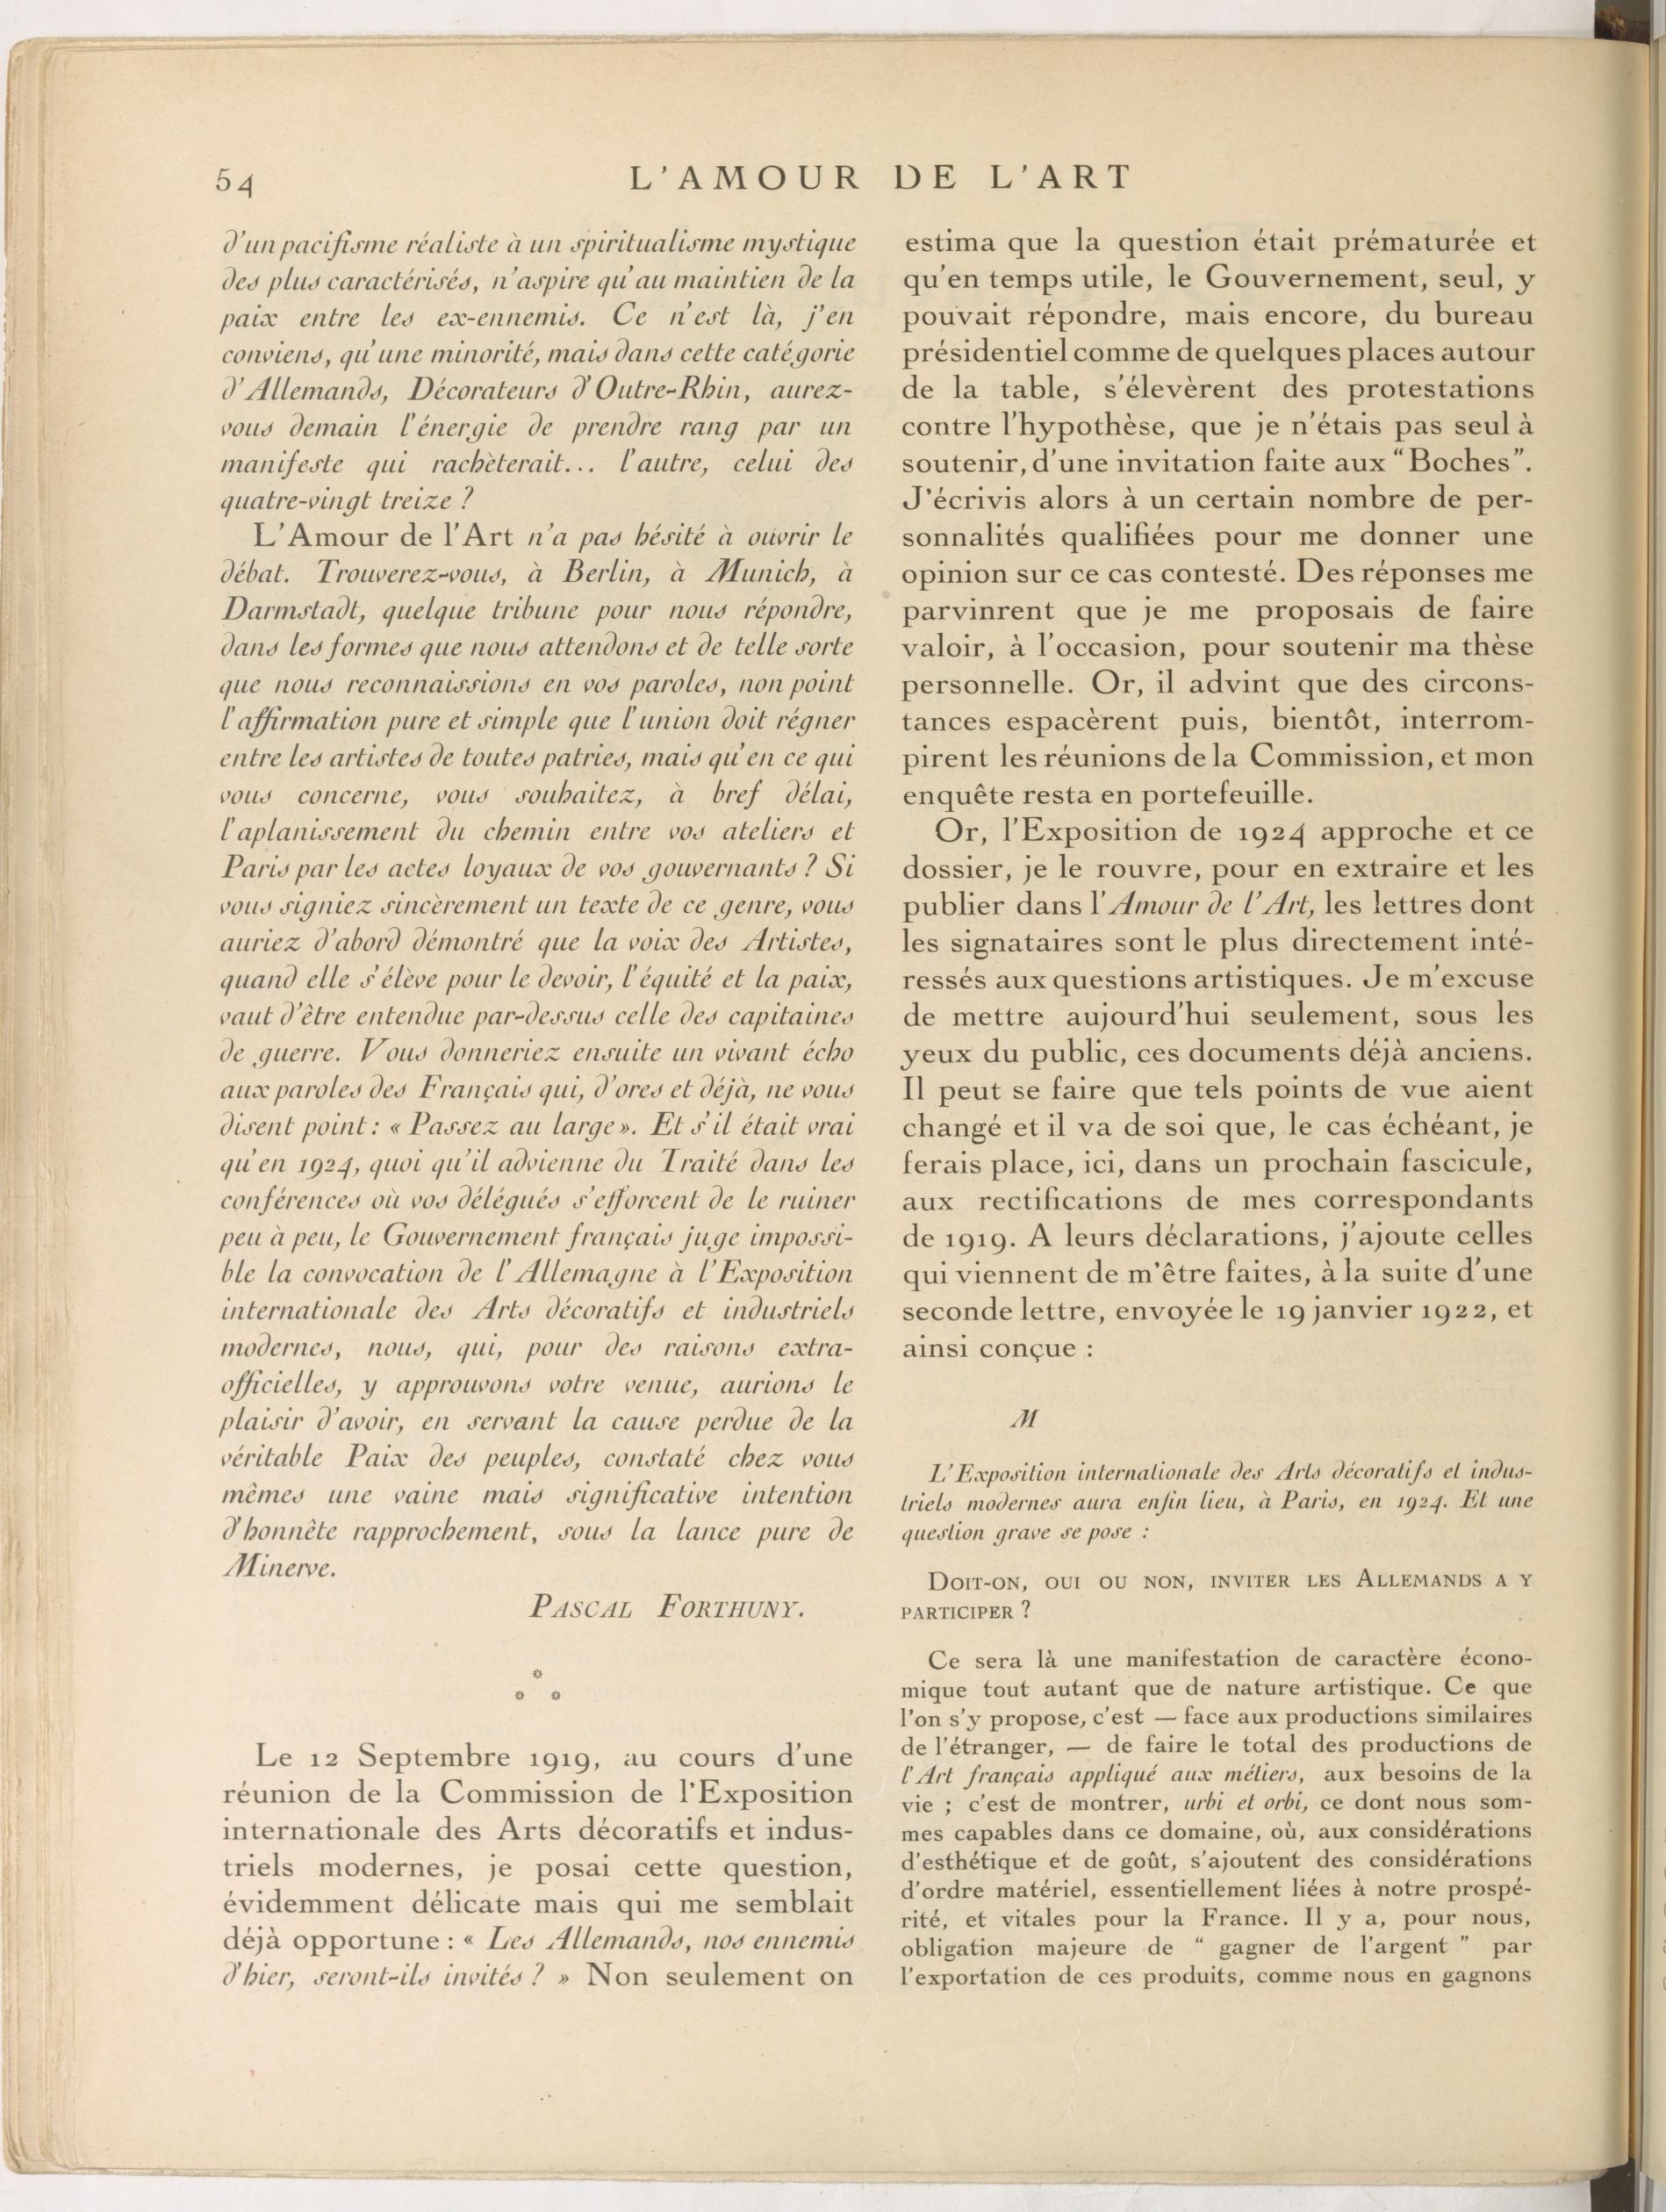 54
L'AMOUR DE L'ART
d'un pacifisme réaliste à un spiritualisme mystique
des plus caractérisés, n'aspire qu'au maintien de la
paix entre les ex-ennemis. Ce n'est là, j'en
conviens, qu'une minorité, mais dans cette catégorie
d'Allemands, Décorateurs d'Outre-Rhin, aurez-
vous demain l'énergie de prendre rang par un
manifeste qui rachèterait... l'autre, celui des
quatre-vingt treize ?
L'Amour de l'Art n'a pas hésité à ouvrir le
débat. Trouverez-vous, à Berlin, à Munich, à
Darmstadt, quelque tribune pour nous répondre,
dans les formes que nous attendons et de telle sorte
que nous reconnaissions en vos paroles, non point
l'affirmation pure et simple que l'union doit régner
entre les artistes de toutes patries, mais qu'en ce qui
vous concerne, vous souhaitez, à bref délai,
l'aplanissement du chemin entre vos ateliers et
Paris par les actes loyaux de vos gouvernants ? Si
vous signiez sincèrement un texte de ce genre, vous
auriez d'abord démontré que la voix des Artistes,
quand elle s'élève pour le devoir, l'équité et la paix,
vaut d'être entendue par-dessus celle des capitaines
de guerre. Vous donneriez ensuite un vivant écho
aux paroles des Français qui, d'ores et déjà, ne vous
disent point : « Passez au large ». Et s'il était vrai
qu'en 1924, quoi qu'il advienne du Traité dans les
conférences où vos délégués s'efforcent de le ruiner
peu à peu, le Gouvernement français juge impossi-
ble la convocation de l'Allemagne à l'Exposition
internationale des Arts décoratifs et industriels
modernes, nous, qui, pour des raisons extra-
officielles, y approuvons votre venue, aurions le
plaisir d'avoir, en servant la cause perdue de la
véritable Paix des peuples, constaté chez vous
mêmes une vaine mais significative intention
d'honnête rapprochement, sous la lance pure de
Minerve.
PASCAL FORTHUNY.
Le 12 Septembre 1919, au cours d'une
réunion de la Commission de l'Exposition
internationale des Arts décoratifs et indus-
triels modernes, je posai cette question,
évidemment délicate mais qui me semblait
déjà opportune : « Les Allemands, nos ennemis
d'hier, seront-ils invités ? » Non seulement on
estima que la question était prématurée et
qu'en temps utile, le Gouvernement, seul, y
pouvait répondre, mais encore, du bureau
présidentiel comme de quelques places autour
de la table, s'élevèrent des protestations
contre l'hypothèse, que je n'étais pas seul à
soutenir, d'une invitation faite aux "Boches".
J'écrivis alors à un certain nombre de per-
sonnalités qualifiées pour me donner une
opinion sur ce cas contesté. Des réponses me
parvinrent que je me proposais de faire
valoir, à l'occasion, pour soutenir ma thèse
personnelle. Or, il advint que des circons-
tances espacèrent puis, bientôt, interrom-
pirent les réunions de la Commission, et mon
enquête resta en portefeuille.
Or, l'Exposition de 1924 approche et ce
dossier, je le rouvre, pour en extraire et les
publier dans l'Amour de l'Art, les lettres dont
les signataires sont le plus directement inté-
ressés aux questions artistiques. Je m'excuse
de mettre aujourd'hui seulement, sous les
yeux du public, ces documents déjà anciens.
Il peut se faire que tels points de vue aient
changé et il va de soi que, le cas échéant, je
ferais place, ici, dans un prochain fascicule,
aux rectifications de mes correspondants
de 1919. A leurs déclarations, j'ajoute celles
qui viennent de m'être faites, à la suite d'une
seconde lettre, envoyée le 19 janvier 1922, et
ainsi conçue :
M
L'Exposition internationale des Arts décoratifs et indus-
triels modernes aura enfin lieu, à Paris, en 1924. Et une
question grave se pose :
DOIT-ON, OUI OU NON, INVITER LES ALLEMANDS A Y
PARTICIPER ?
Ce sera là une manifestation de caractère écono-
mique tout autant que de nature artistique. Ce que
l'on s'y propose, c'est — face aux productions similaires
de l'étranger, — de faire le total des productions de
l'Art français appliqué aux métiers, aux besoins de la
vie ; c'est de montrer, urbi et orbi, ce dont nous som-
mes capables dans ce domaine, où, aux considérations
d'esthétique et de goût, s'ajoutent des considérations
d'ordre matériel, essentiellement liées à notre prospé-
rité, et vitales pour la France. Il y a, pour nous,
obligation majeure de " gagner de l'argent " par
l'exportation de ces produits, comme nous en gagnons